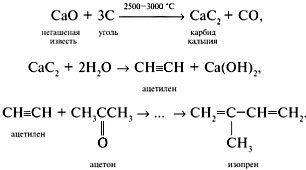 2500−3000 °C
CaO + 3C ⟶ CaC₂ + CO,
негашеная известь уголь карбид кальция
CaC₂ + 2H₂O → CH≡CH + Ca(OH)₂,
ацетилен
CH≡CH + CH₃CCH₃ → ... → CH₂=C−CH=CH₂.
ацетилен ‖ O CH₃
ацетон изопрен